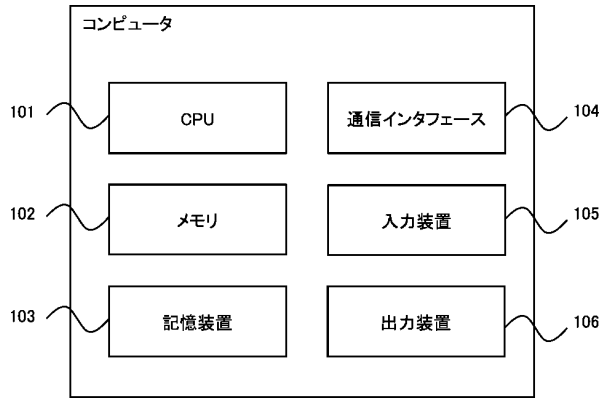 コンピュータ
101
CPU
通信インタフェース
104
102
メモリ
入力装置
105
103
記憶装置
出力装置
106